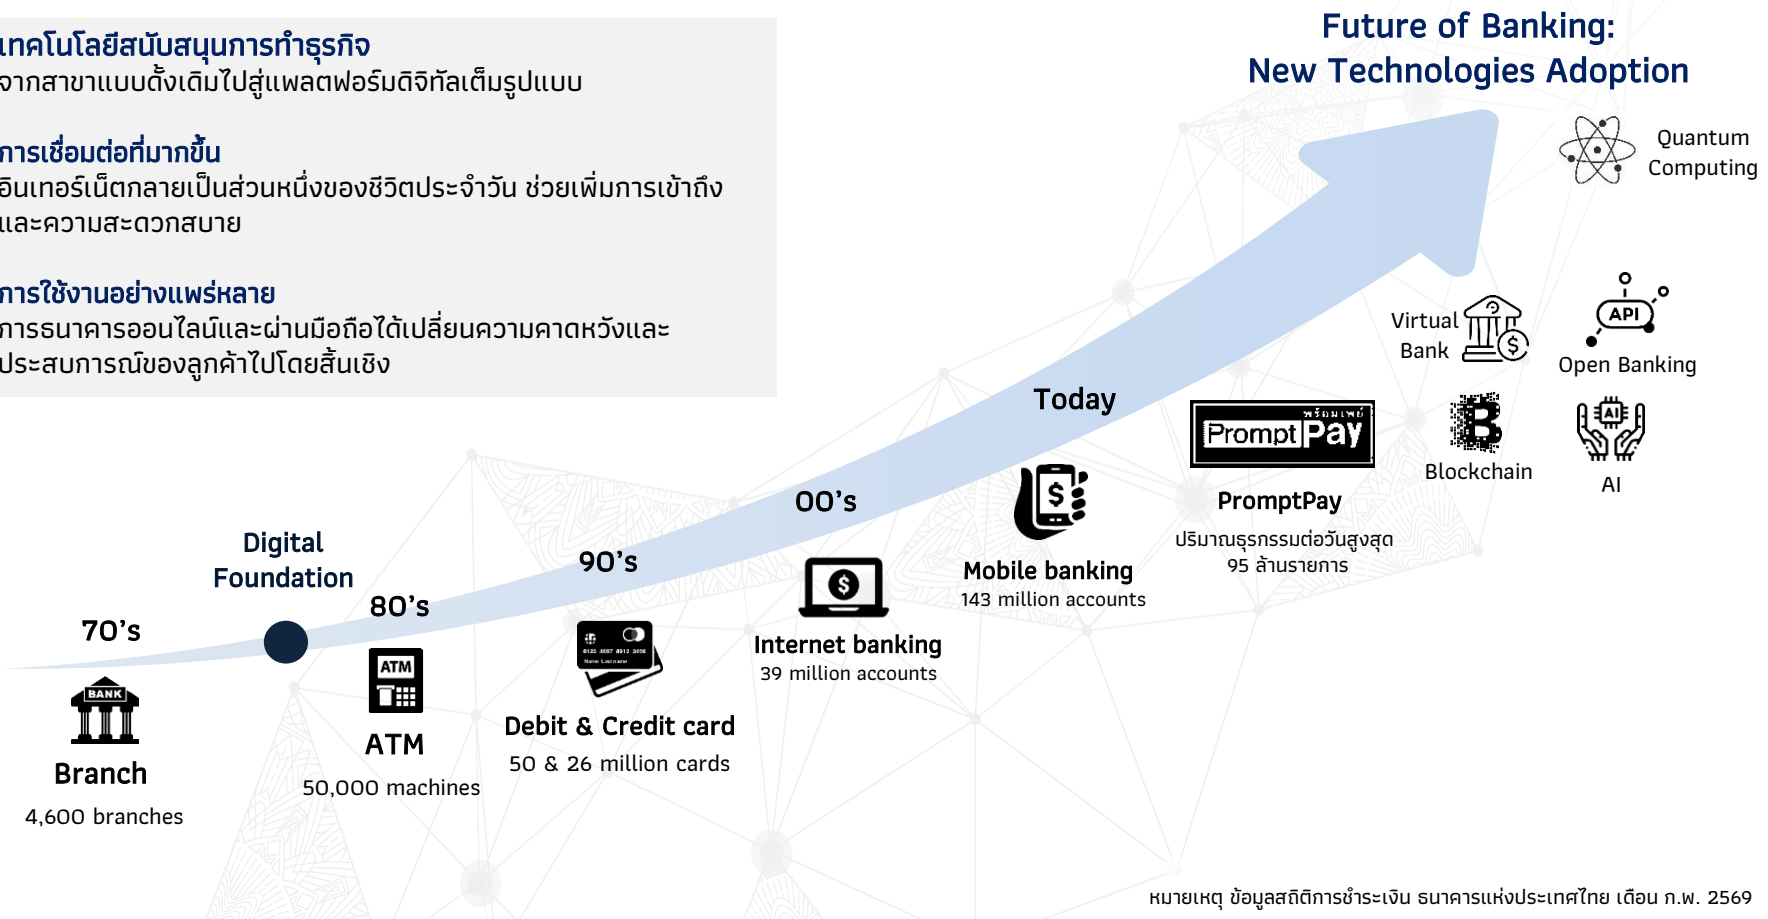 เทคโนโลยีสนับสนุนการทำธุรกิจ
จากสาขาแบบดั้งเดิมไปสู่แพลตฟอร์มดิจิทัลเต็มรูปแบบ
การเชื่อมต่อที่มากขึ้น
อินเทอร์เน็ตกลายเป็นส่วนหนึ่งของชีวิตประจำวัน ช่วยเพิ่มการเข้าถึง
และความสะดวกสบาย
การใช้งานอย่างแพร่หลาย
การธนาคารออนไลน์และผ่านมือถือได้เปลี่ยนความคาดหวังและ
ประสบการณ์ของลูกค้าไปโดยสิ้นเชิง
Future of Banking:
New Technologies Adoption
Quantum
Computing
Virtual
Bank
API
Open Banking
Blockchain
AI
AI
Today
พร้อมเพย์
PromptPay
PromptPay
ปริมาณธุรกรรมต่อวันสูงสุด
95 ล้านรายการ
Mobile banking
143 million accounts
00's
Internet banking
39 million accounts
90's
0123 4567 8912 3456
Name Lastname
Debit & Credit card
50 & 26 million cards
80's
ATM
ATM
50,000 machines
Digital
Foundation
70's
BANK
Branch
4,600 branches
หมายเหตุ ข้อมูลสถิติการชำระเงิน ธนาคารแห่งประเทศไทย เดือน ก.พ. 2569